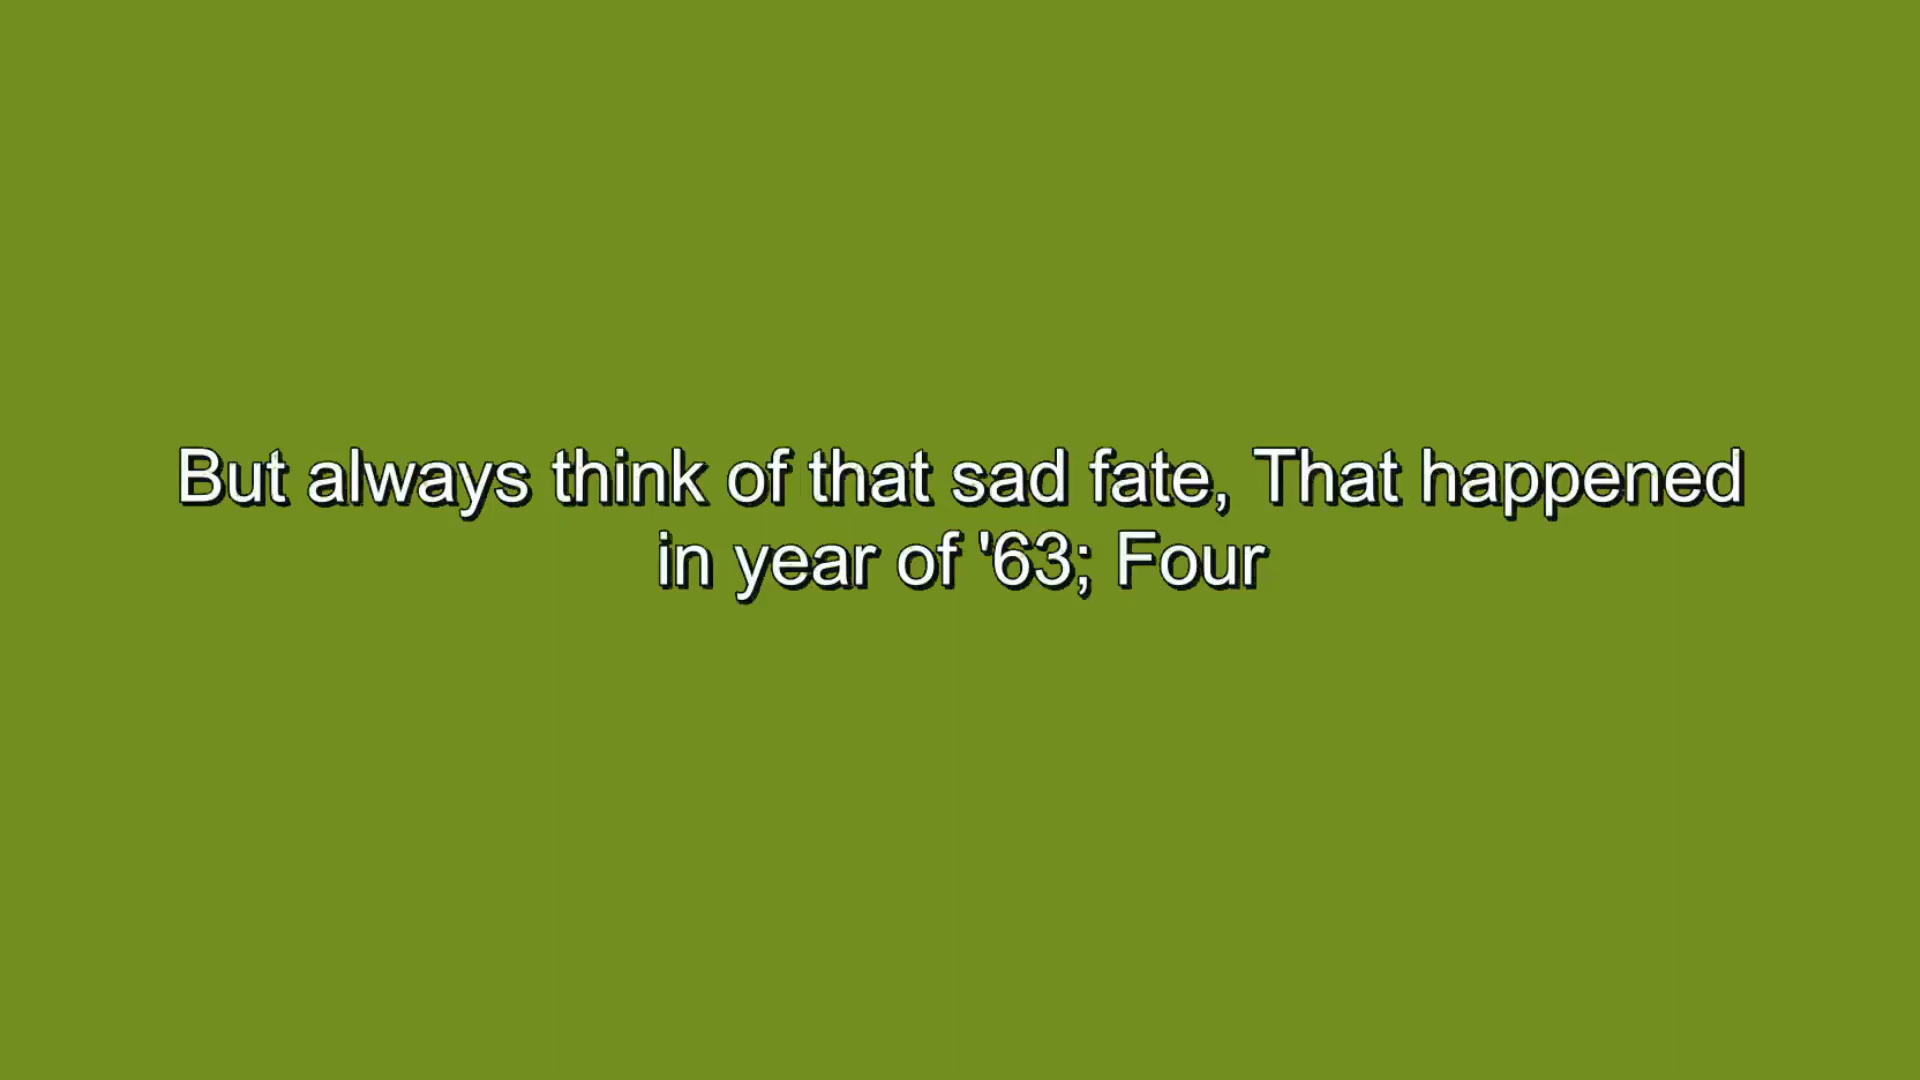 But always think of that sad fate, That happened
in year of '63; Four